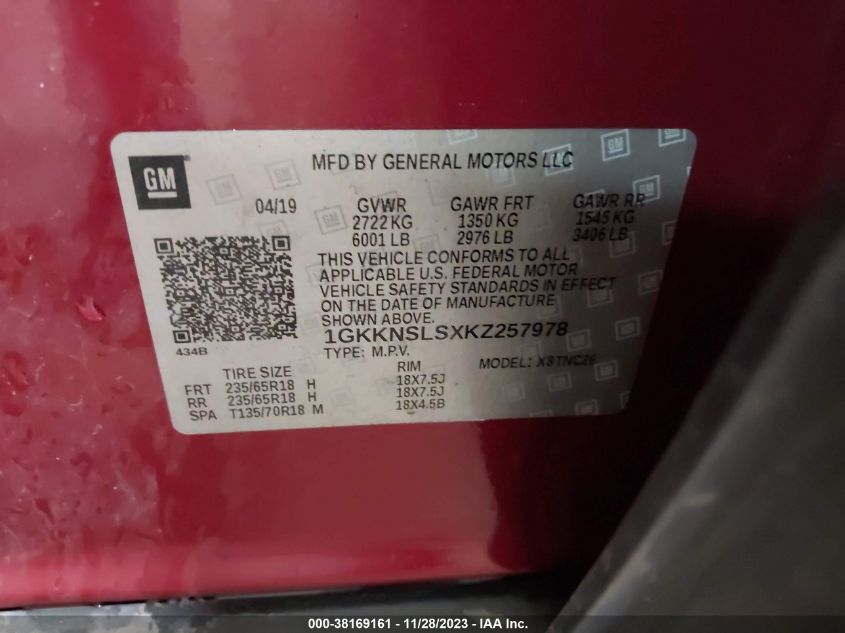 GM
MFD BY GENERAL MOTORS LLC
04/19 GVWR GAWR FRT GAWR RR
2722 KG 1350 KG 1545 KG
6001 LB 2976 LB 3406 LB
THIS VEHICLE CONFORMS TO ALL
APPLICABLE U.S. FEDERAL MOTOR
VEHICLE SAFETY STANDARDS IN EFFECT
ON THE DATE OF MANUFACTURE
SHOWN ABOVE.
1GKKNSLSXKZ257978
434B
TYPE: M.P.V. MODEL: X8TNC26
TIRE SIZE RIM
FRT 235/65R18 H 18X7.5J
RR 235/65R18 H 18X7.5J
SPA T135/70R18 M 18X4.5B
000-38169161 - 11/28/2023 - IAA Inc.